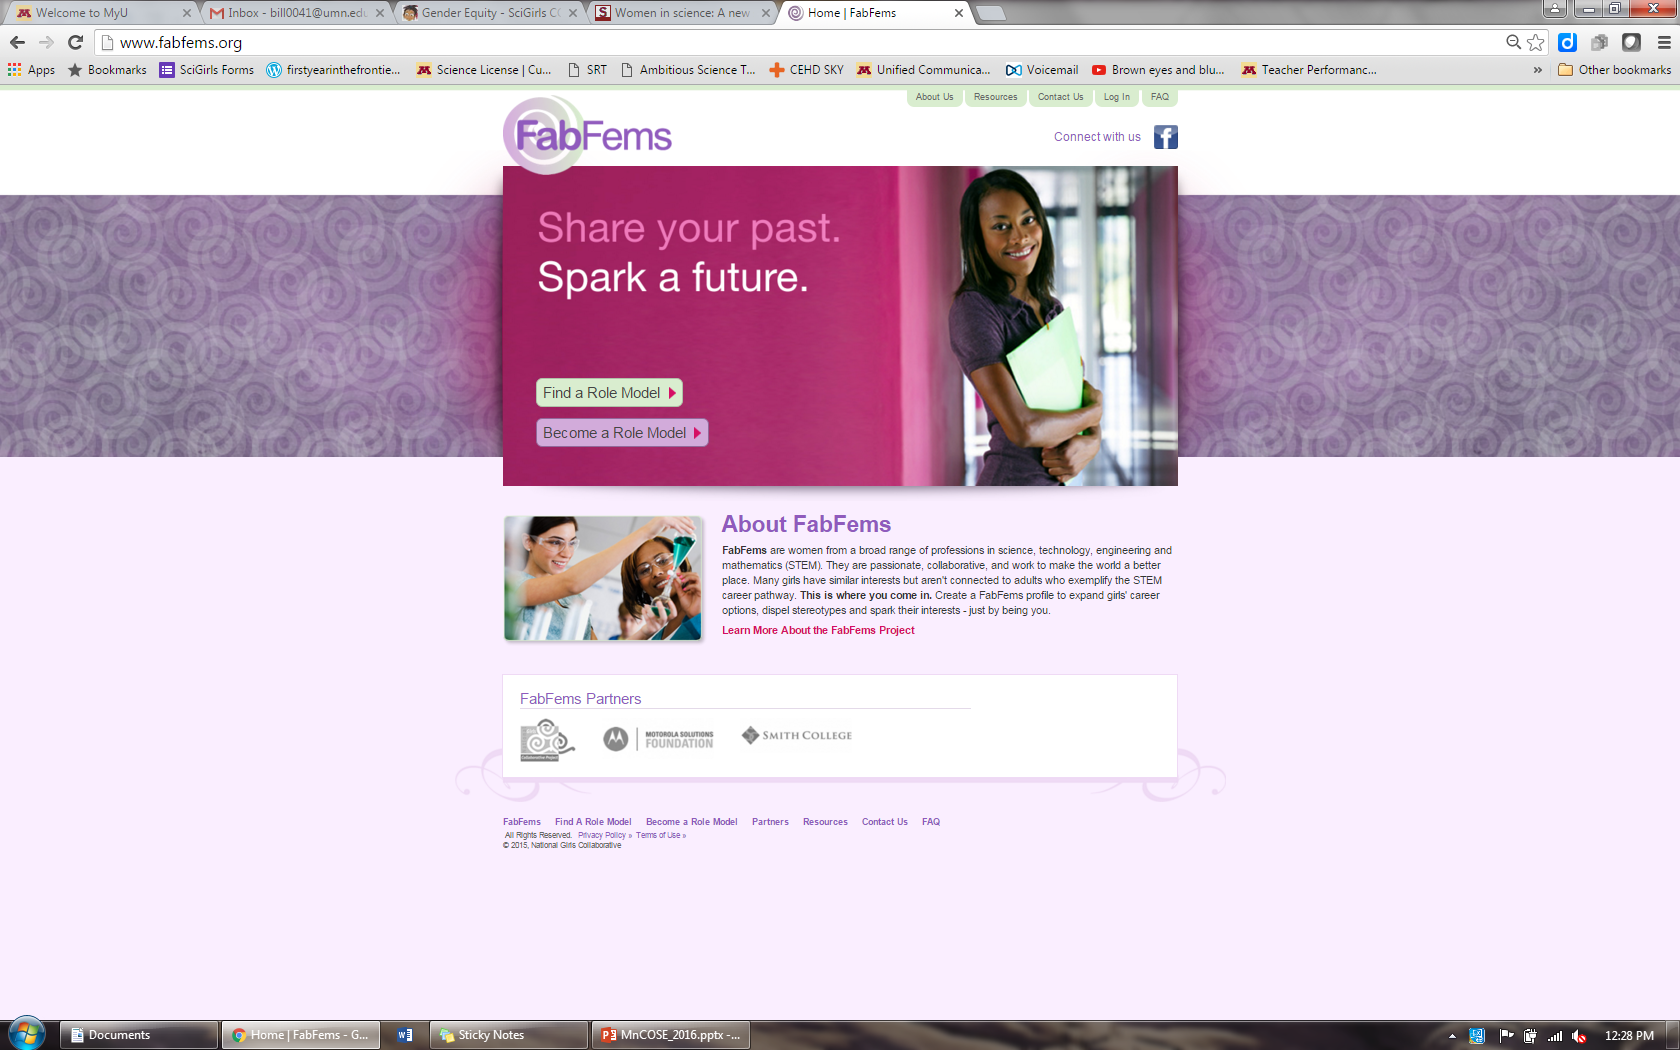 Welcome to MyU
Inbox - bill0041@umn.edu
Gender Equity - SciGirls CO
Women in science: A new
Home | FabFems
www.fabfems.org
Apps
Bookmarks
SciGirls Forms
firstyearinthefrontie...
Science License | Cu...
SRT
Ambitious Science T...
CEHD SKY
Unified Communica...
Voicemail
Brown eyes and blu...
Teacher Performanc...
»
Other bookmarks
About Us
Resources
Contact Us
Log In
FAQ
FabFems
Connect with us
Share your past.
Spark a future.
Find a Role Model
Become a Role Model
About FabFems
FabFems are women from a broad range of professions in science, technology, engineering and
mathematics (STEM). They are passionate, collaborative, and work to make the world a better
place. Many girls have similar interests but aren't connected to adults who exemplify the STEM
career pathway. This is where you come in. Create a FabFems profile to expand girls' career
options, dispel stereotypes and spark their interests - just by being you.
Learn More About the FabFems Project
FabFems Partners
MOTOROLA SOLUTIONS
FOUNDATION
SMITH COLLEGE
FabFems
Find A Role Model
Become a Role Model
Partners
Resources
Contact Us
FAQ
All Rights Reserved. Privacy Policy » Terms of Use »
© 2015, National Girls Collaborative
Documents
Home | FabFems - G...
Sticky Notes
MnCOSE_2016.pptx -...
12:28 PM